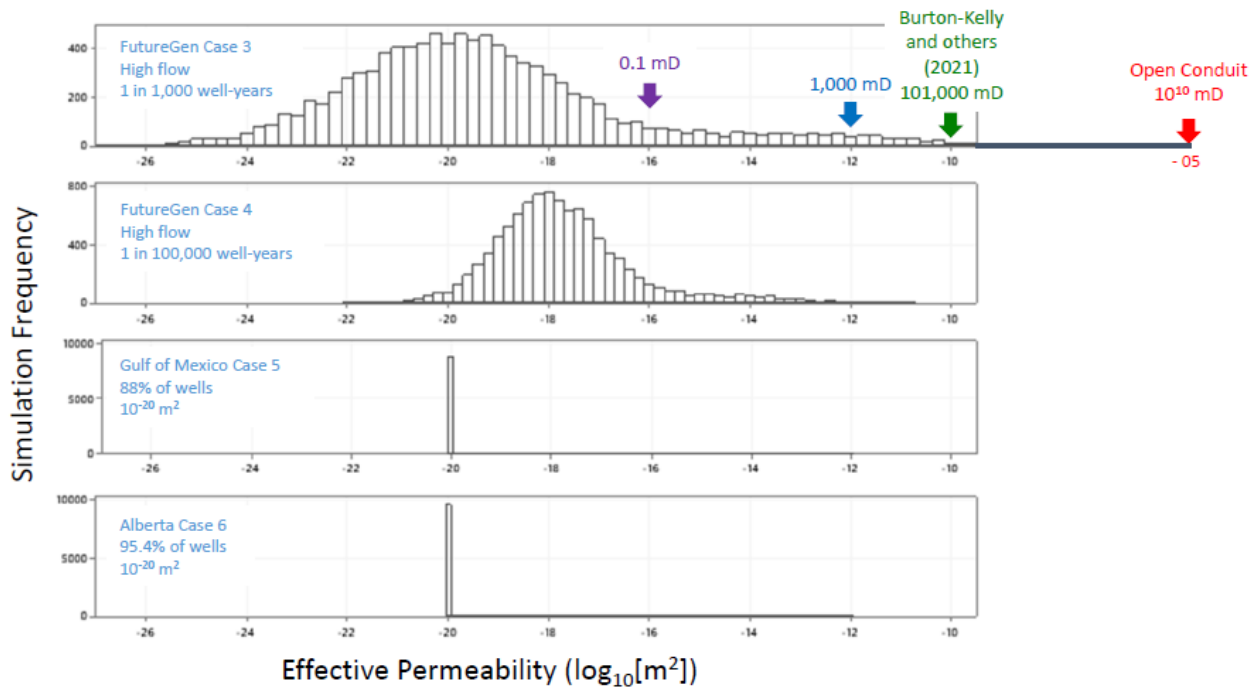 Simulation Frequency
FutureGen Case 3
High flow
1 in 1,000 well-years
0.1 mD
1,000 mD
Burton-Kelly
and others
(2021)
101,000 mD
Open Conduit
10¹⁰ mD
400
200
0
-26 -24 -22 -20 -18 -16 -14 -12 -10
- 05
FutureGen Case 4
High flow
1 in 100,000 well-years
800
400
0
-26 -24 -22 -20 -18 -16 -14 -12 -10
Gulf of Mexico Case 5
88% of wells
10⁻²⁰ m²
10000
5000
0
-26 -24 -22 -20 -18 -16 -14 -12 -10
Alberta Case 6
95.4% of wells
10⁻²⁰ m²
10000
5000
0
-26 -24 -22 -20 -18 -16 -14 -12 -10
Effective Permeability (log₁₀[m²])